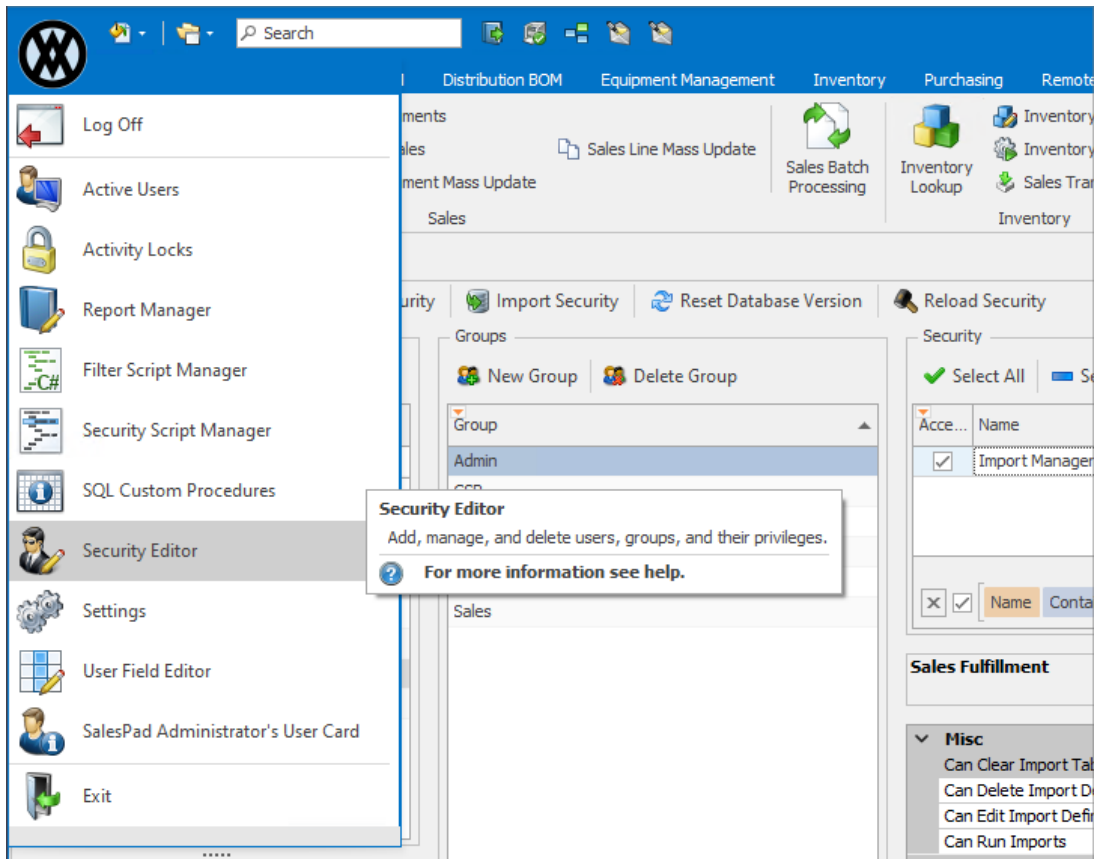 Search
Distribution BOM Equipment Management Inventory Purchasing Remote
Log Off
Active Users
Activity Locks
Report Manager
Filter Script Manager
Security Script Manager
SQL Custom Procedures
Security Editor
Settings
User Field Editor
SalesPad Administrator's User Card
Exit
Sales Line Mass Update
Mass Update
Sales
Sales Batch
Processing
Inventory
Lookup
Inventory
Inventory
Sales Tra
Inventory
Import Security Reset Database Version Reload Security
Groups
New Group Delete Group
Group
Admin
Sales
Security Editor
Add, manage, and delete users, groups, and their privileges.
For more information see help.
Security
Select All
Acce... Name
Import Manager
Name Conta
Sales Fulfillment
Misc
Can Clear Import Tab
Can Delete Import D
Can Edit Import Defin
Can Run Imports